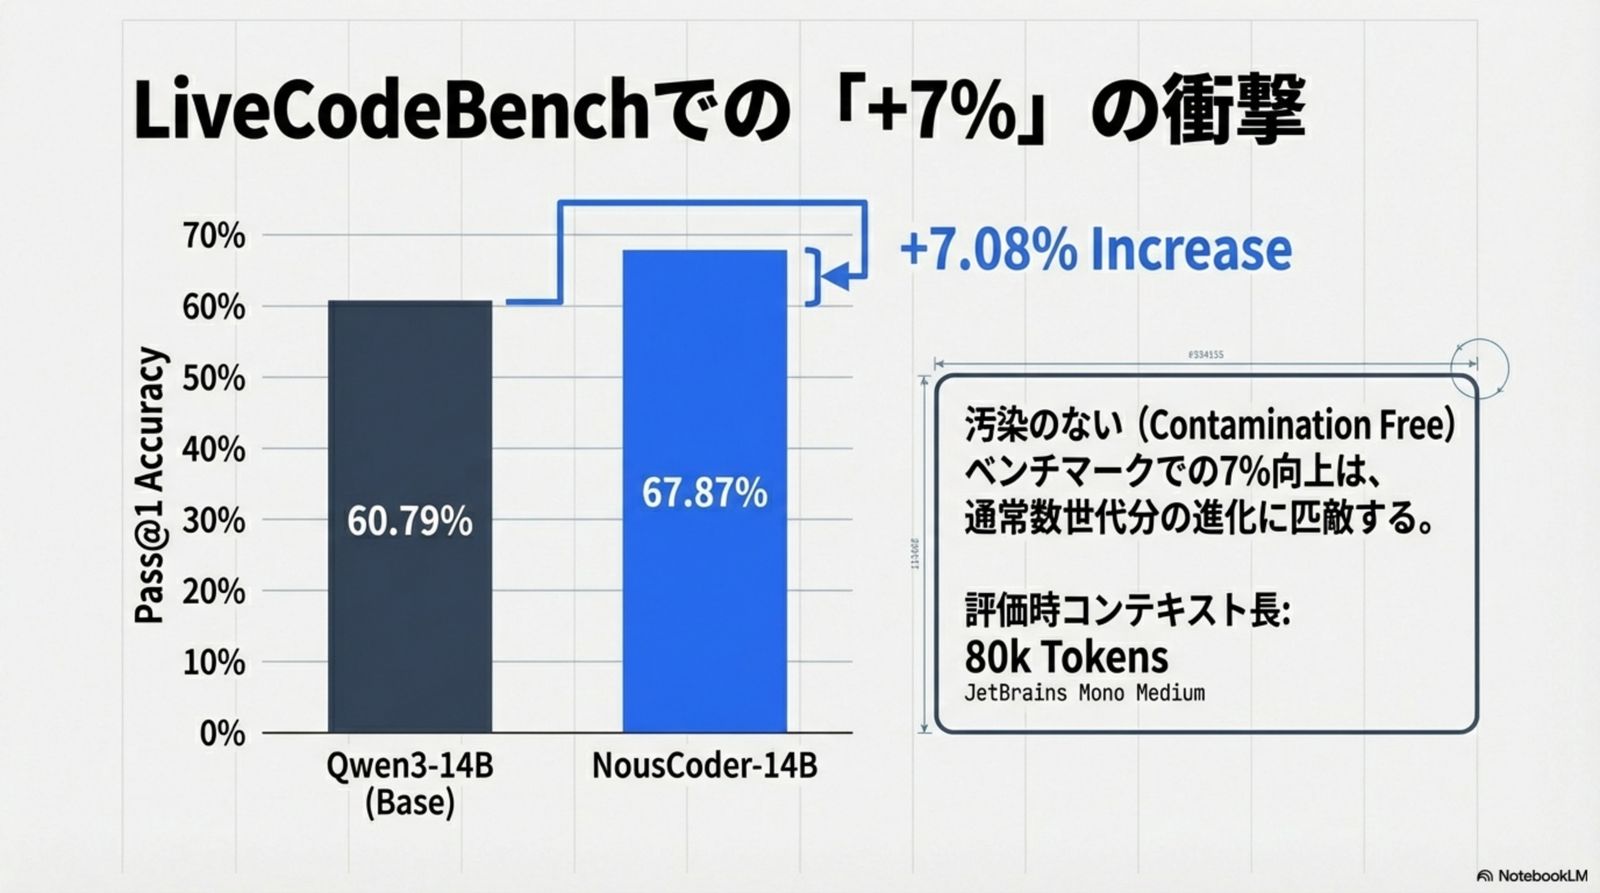 LiveCodeBenchでの「+7%」の衝撃
+7.08% Increase
Pass@1 Accuracy
70%
60%
50%
40%
30%
20%
10%
0%
60.79%
67.87%
Qwen3-14B
(Base)
NousCoder-14B
#334155
汚染のない（Contamination Free）
ベンチマークでの7%向上は、
通常数世代分の進化に匹敵する。
評価時コンテキスト長:
80k Tokens
JetBrains Mono Medium
NotebookLM